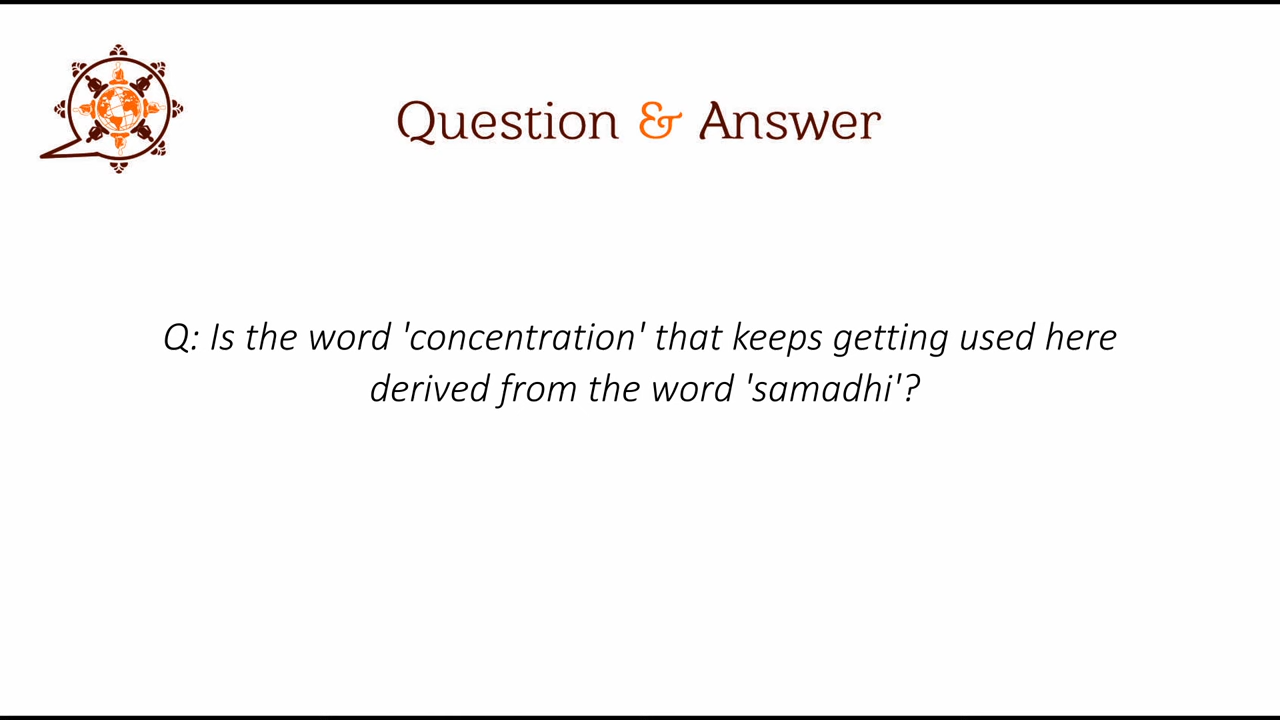 Question & Answer
Q: Is the word 'concentration' that keeps getting used here
derived from the word 'samadhi'?